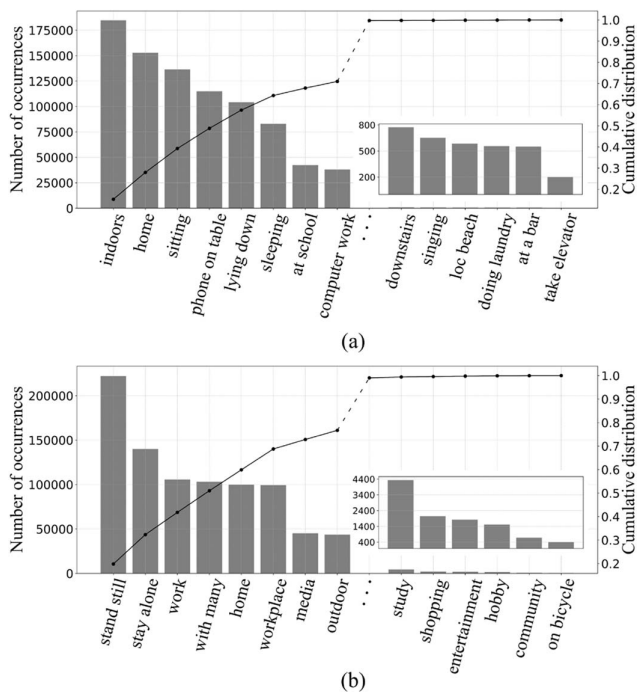 175000
150000
125000
100000
75000
50000
25000
0
Number of occurrences
1.0
0.9
0.8
0.7
0.6
0.5
0.4
0.3
0.2
Cumulative distribution
800
500
200
indoors
home
sitting
phone on table
lying down
sleeping
at school
computer work
. . .
downstairs
singing
loc beach
doing laundry
at a bar
take elevator
(a)
200000
150000
100000
50000
0
Number of occurrences
1.0
0.9
0.8
0.7
0.6
0.5
0.4
0.3
0.2
Cumulative distribution
4400
3400
2400
1400
400
stand still
stay alone
work
with many
home
workplace
media
outdoor
. . .
study
shopping
entertainment
hobby
community
on bicycle
(b)